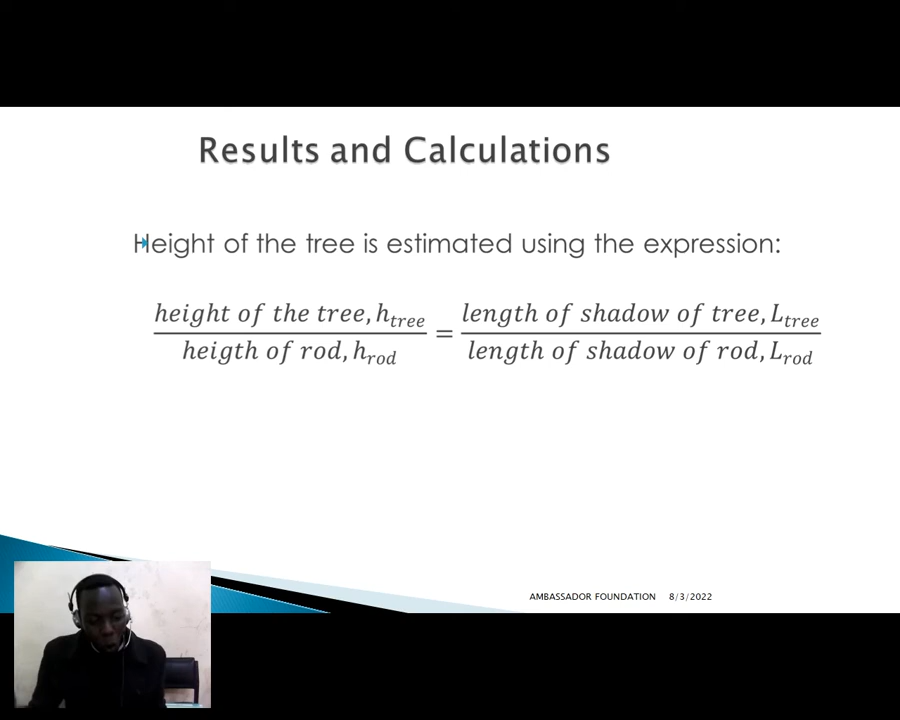 Results and Calculations
Height of the tree is estimated using the expression:
height of the tree, h_tree / heigth of rod, h_rod = length of shadow of tree, L_tree / length of shadow of rod, L_rod
AMBASSADOR FOUNDATION 8/3/2022